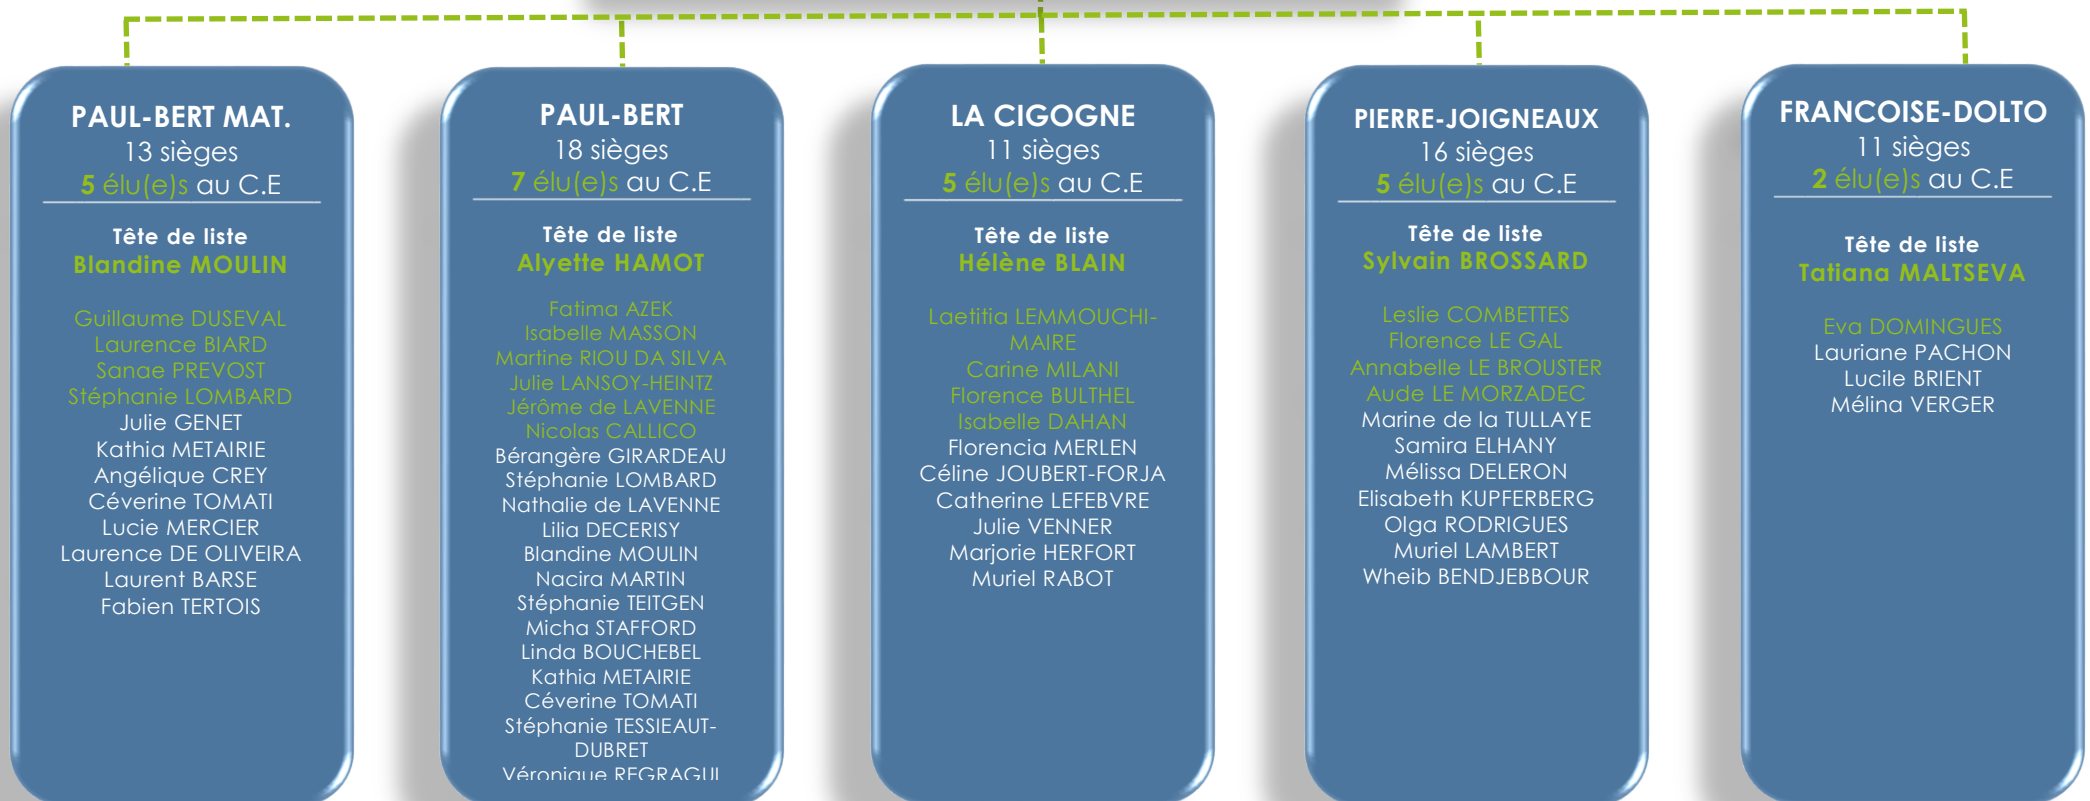 PAUL-BERT MAT.
13 sièges
5 élu(e)s au C.E
Tête de liste
Blandine MOULIN
Guillaume DUSEVAL
Laurence BIARD
Sanae PREVOST
Stéphanie LOMBARD
Julie GENET
Kathia METAIRIE
Angélique CREY
Céverine TOMATI
Lucie MERCIER
Laurence DE OLIVEIRA
Laurent BARSE
Fabien TERTOIS
PAUL-BERT
18 sièges
7 élu(e)s au C.E
Tête de liste
Alyette HAMOT
Fatima AZEK
Isabelle MASSON
Martine RIOU DA SILVA
Julie LANSOY-HEINTZ
Jérôme de LAVENNE
Nicolas CALLICO
Bérangère GIRARDEAU
Stéphanie LOMBARD
Nathalie de LAVENNE
Lilia DECERISY
Blandine MOULIN
Nacira MARTIN
Stéphanie TEITGEN
Micha STAFFORD
Linda BOUCHEBEL
Kathia METAIRIE
Céverine TOMATI
Stéphanie TESSIEAUT-
DUBRET
Véronique REGRAGUI
LA CIGOGNE
11 sièges
5 élu(e)s au C.E
Tête de liste
Hélène BLAIN
Laetitia LEMMOUCHI-
MAIRE
Carine MILANI
Florence BULTHEL
Isabelle DAHAN
Florencia MERLEN
Céline JOUBERT-FORJA
Catherine LEFEBVRE
Julie VENNER
Marjorie HERFORT
Muriel RABOT
PIERRE-JOIGNEAUX
16 sièges
5 élu(e)s au C.E
Tête de liste
Sylvain BROSSARD
Leslie COMBETTES
Florence LE GAL
Annabelle LE BROUSTER
Aude LE MORZADEC
Marine de la TULLAYE
Samira ELHANY
Mélissa DELERON
Elisabeth KUPFERBERG
Olga RODRIGUES
Muriel LAMBERT
Wheib BENDJEBBOUR
FRANCOISE-DOLTO
11 sièges
2 élu(e)s au C.E
Tête de liste
Tatiana MALTSEVA
Eva DOMINGUES
Lauriane PACHON
Lucile BRIENT
Mélina VERGER